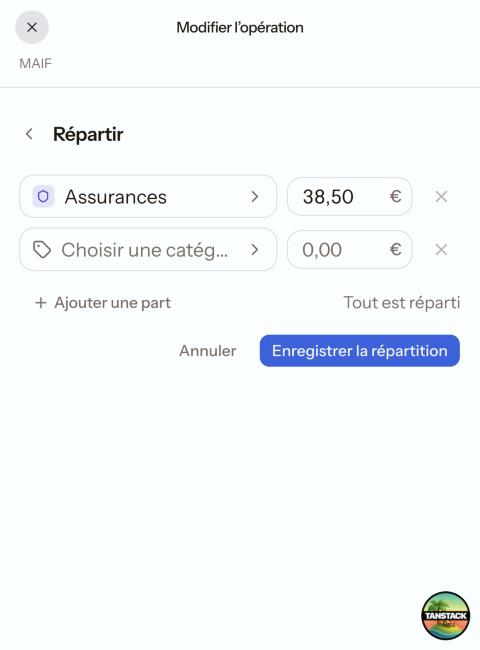 Modifier l'opération
MAIF
Répartir
Assurances
38,50 €
Choisir une catég...
0,00 €
+ Ajouter une part
Tout est réparti
Annuler
Enregistrer la répartition
TANSTACK